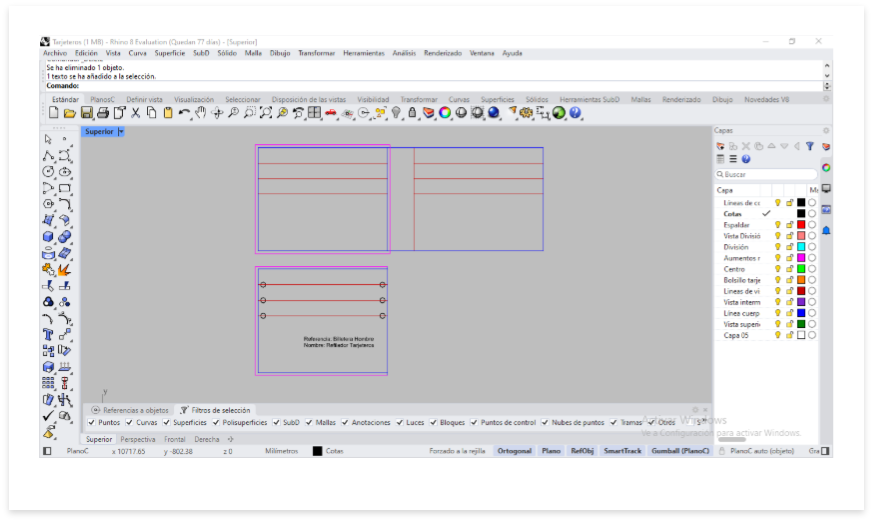 Tarjeteros (1 MB) - Rhino 8 Evaluation (Quedan 77 días) - [Superior]
Archivo Edición Vista Curva Superficie SubD Sólido Malla Dibujo Transformar Herramientas Análisis Renderizado Ventana Ayuda
Se ha eliminado 1 objeto.
1 texto se ha añadido a la selección.
Comando:
Estándar PlanosC Definir vista Visualización Seleccionar Disposición de las vistas Visibilidad Transformar Curvas Superficies Sólidos Herramientas SubD Mallas Renderizado Dibujo Novedades V8
Superior
Capas
Buscar
Capa Ma
Líneas de cc
Cotas
Espaldar
Vista Divisió
División
Aumentos r
Centro
Bolsillo tarje
Líneas de vi
Vista interm
Línea cuerp
Vista superi
Capa 05
Referencia: Billetera Hombre
Nombre: Refilador Tarjeteros
y
Referencias a objetos Filtros de selección
Puntos Curvas Superficies Polisuperficies SubD Mallas Anotaciones Luces Bloques Puntos de control Nubes de puntos Tramas Otros
Activar Windows
Ve a Configuración para activar Windows.
Superior Perspectiva Frontal Derecha
PlanoC x 10717.65 y -802.38 z 0 Milímetros Cotas Forzado a la rejilla Ortogonal Plano RefObj SmartTrack Gumball (PlanoC) PlanoC auto (objeto) Gra